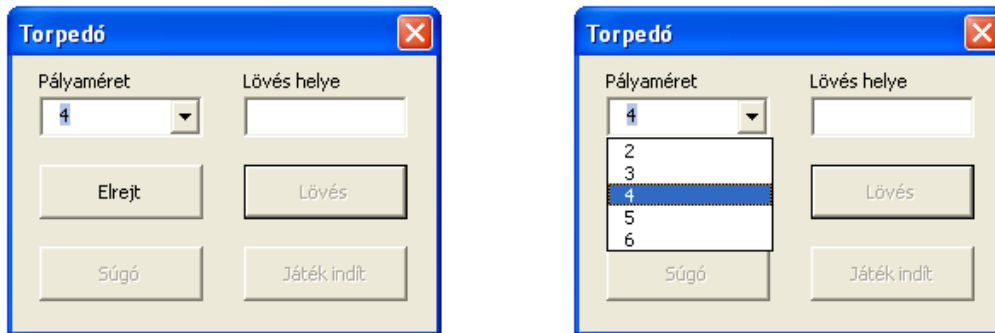 Torpedó
Pályaméret Lövés helye
4
Elrejt Lövés
Súgó Játék indít
Torpedó
Pályaméret Lövés helye
4
2
3
4 Lövés
5
6
Súgó Játék indít